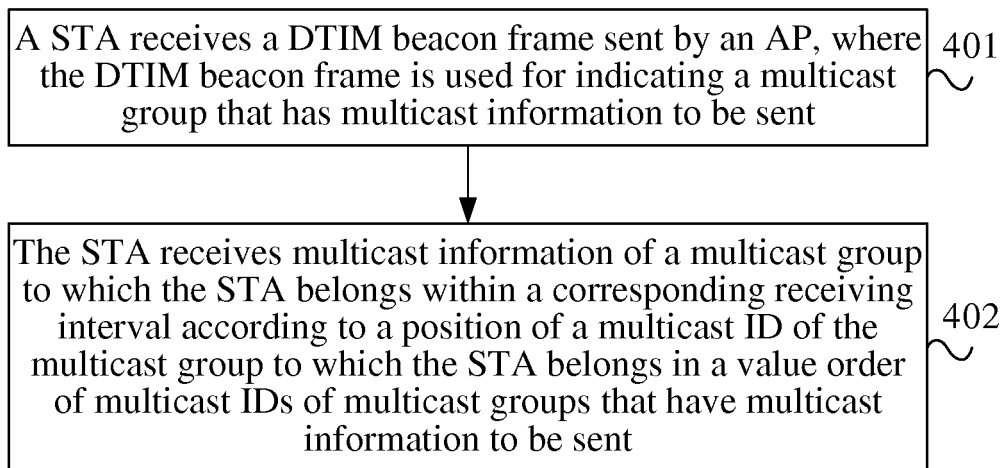 A STA receives a DTIM beacon frame sent by an AP, where
the DTIM beacon frame is used for indicating a multicast
group that has multicast information to be sent
401
The STA receives multicast information of a multicast group
to which the STA belongs within a corresponding receiving
interval according to a position of a multicast ID of the
multicast group to which the STA belongs in a value order
of multicast IDs of multicast groups that have multicast
information to be sent
402